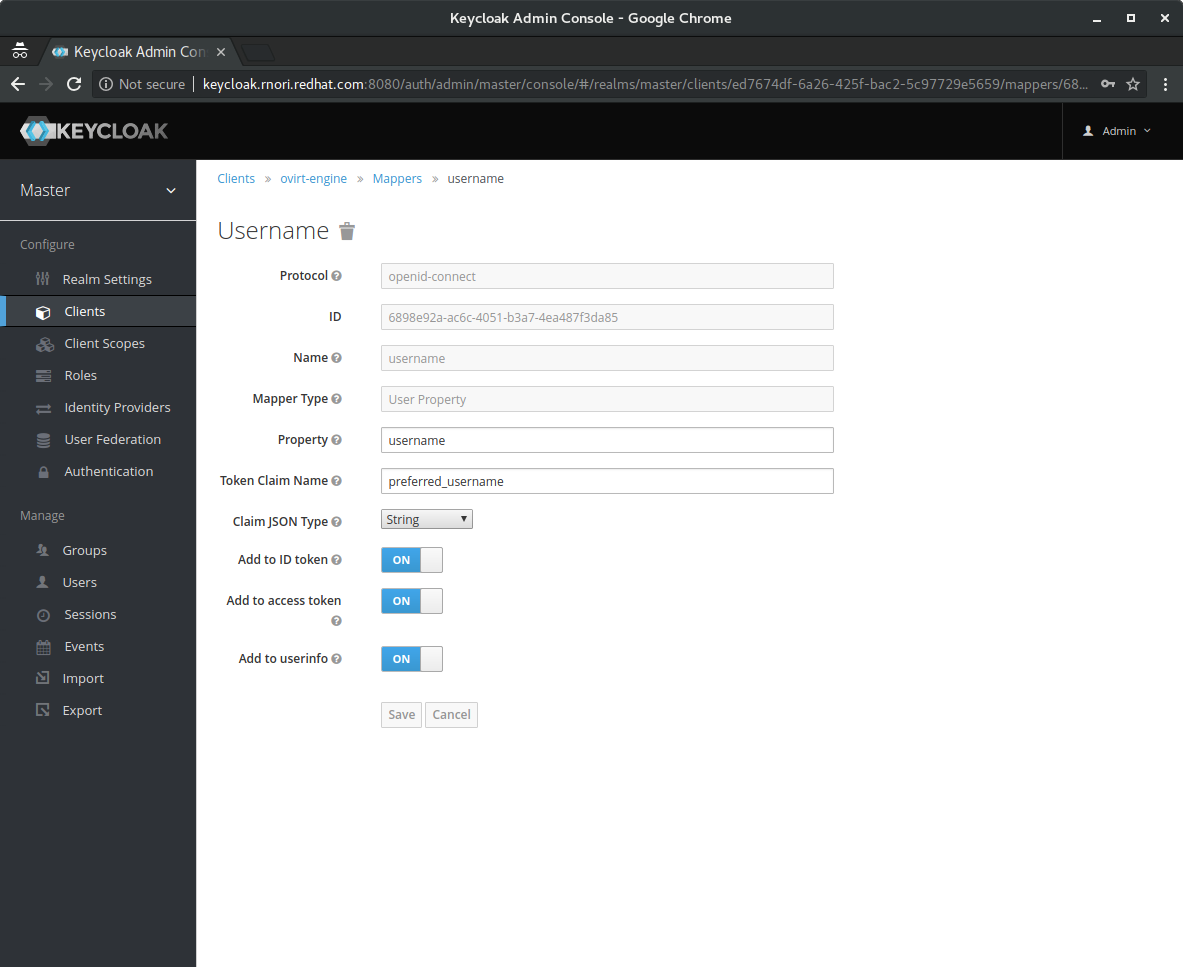 Keycloak Admin Console - Google Chrome
Keycloak Admin Con
Not secure keycloak.rnori.redhat.com:8080/auth/admin/master/console/#/realms/master/clients/ed7674df-6a26-425f-bac2-5c97729e5659/mappers/68...
KEYCLOAK
Admin
Master
Clients » ovirt-engine » Mappers » username
Configure
Realm Settings
Clients
Client Scopes
Roles
Identity Providers
User Federation
Authentication
Manage
Groups
Users
Sessions
Events
Import
Export
Username
Protocol openid-connect
ID 6898e92a-ac6c-4051-b3a7-4ea487f3da85
Name username
Mapper Type User Property
Property username
Token Claim Name preferred_username
Claim JSON Type String
Add to ID token ON
Add to access token ON
Add to userinfo ON
Save Cancel